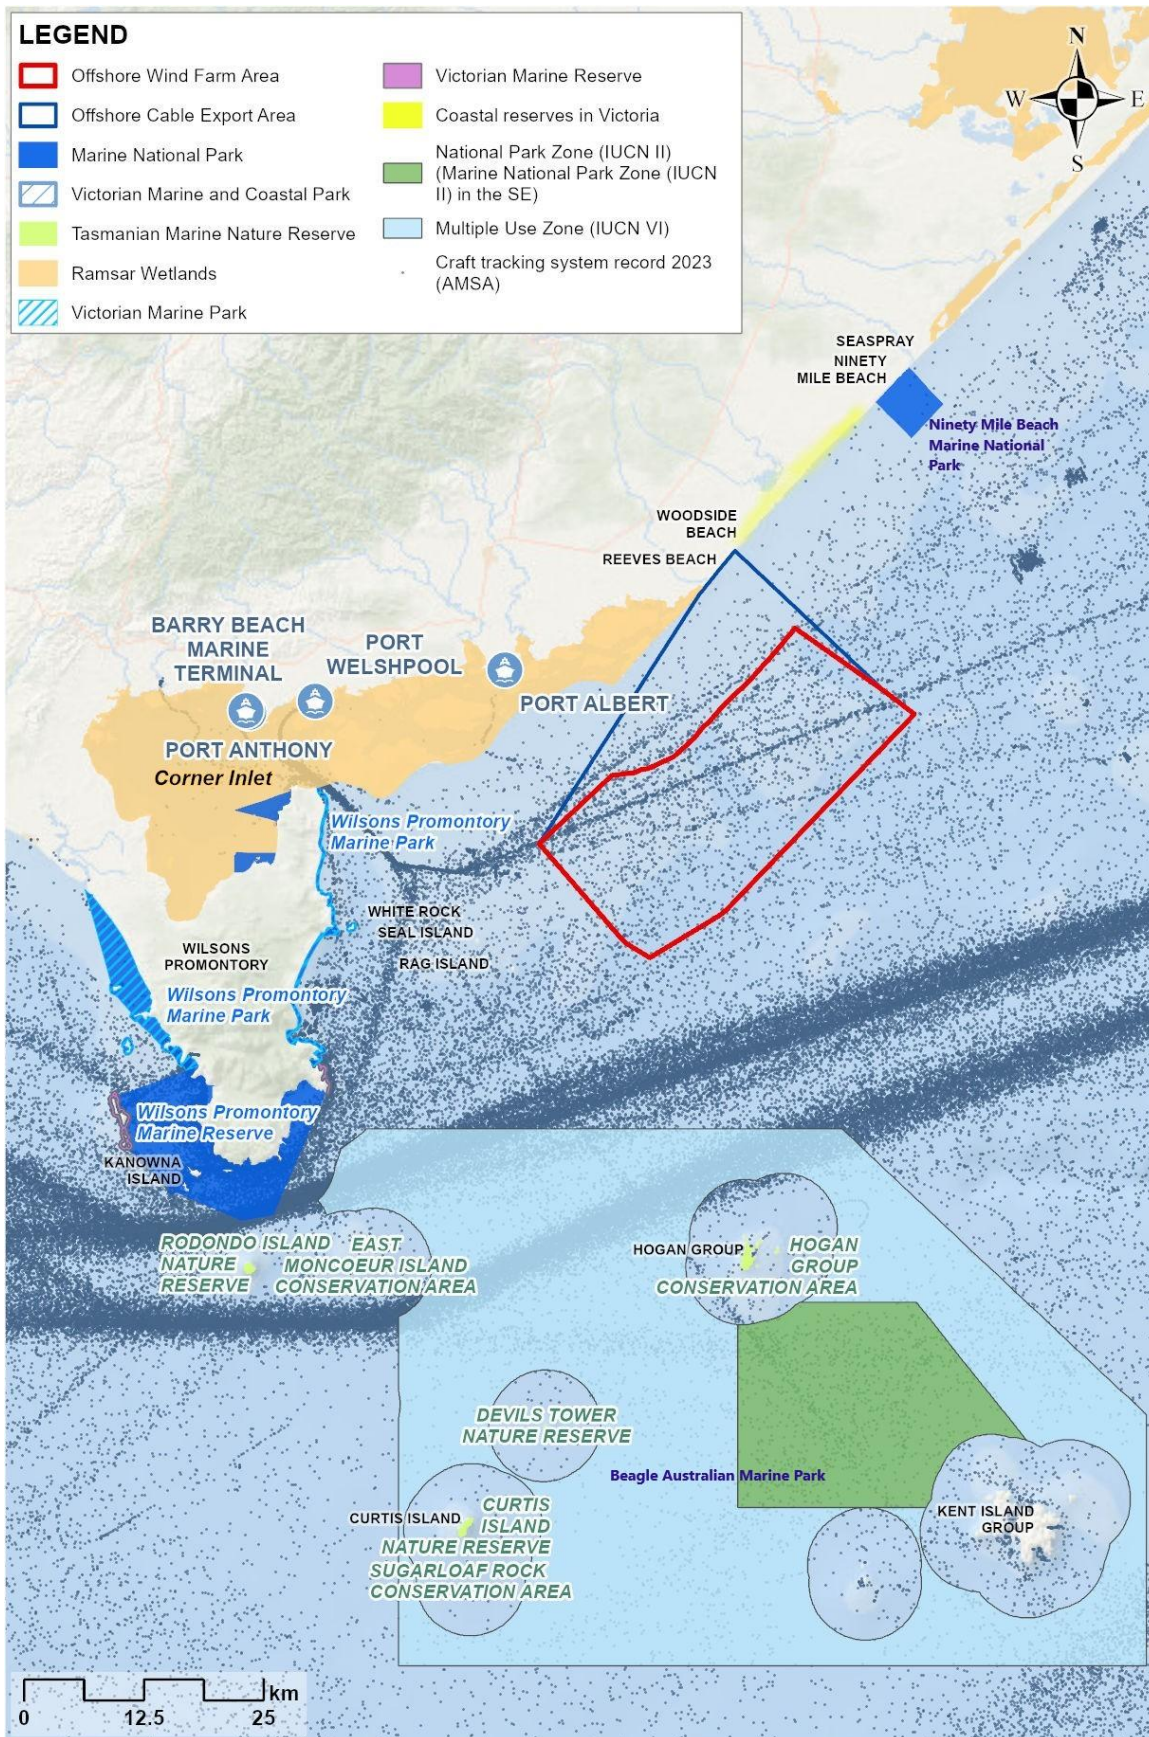 LEGEND
Offshore Wind Farm Area
Offshore Cable Export Area
Marine National Park
Victorian Marine and Coastal Park
Tasmanian Marine Nature Reserve
Ramsar Wetlands
Victorian Marine Park
Victorian Marine Reserve
Coastal reserves in Victoria
National Park Zone (IUCN II)
(Marine National Park Zone (IUCN
II) in the SE)
Multiple Use Zone (IUCN VI)
Craft tracking system record 2023
(AMSA)
N
W
E
S
SEASPRAY
NINETY
MILE BEACH
Ninety Mile Beach
Marine National
Park
WOODSIDE
BEACH
REEVES BEACH
BARRY BEACH
MARINE
TERMINAL
PORT
WELSHPOOL
PORT ALBERT
PORT ANTHONY
Corner Inlet
Wilsons Promontory
Marine Park
WHITE ROCK
SEAL ISLAND
RAG ISLAND
WILSONS
PROMONTORY
Wilsons Promontory
Marine Park
Wilsons Promontory
Marine Reserve
KANOWNA
ISLAND
RODONDO ISLAND
NATURE
RESERVE
EAST
MONCOEUR ISLAND
CONSERVATION AREA
HOGAN GROUP
HOGAN
GROUP
CONSERVATION AREA
DEVILS TOWER
NATURE RESERVE
Beagle Australian Marine Park
CURTIS ISLAND
CURTIS
ISLAND
NATURE RESERVE
SUGARLOAF ROCK
CONSERVATION AREA
KENT ISLAND
GROUP
km
0
12.5
25